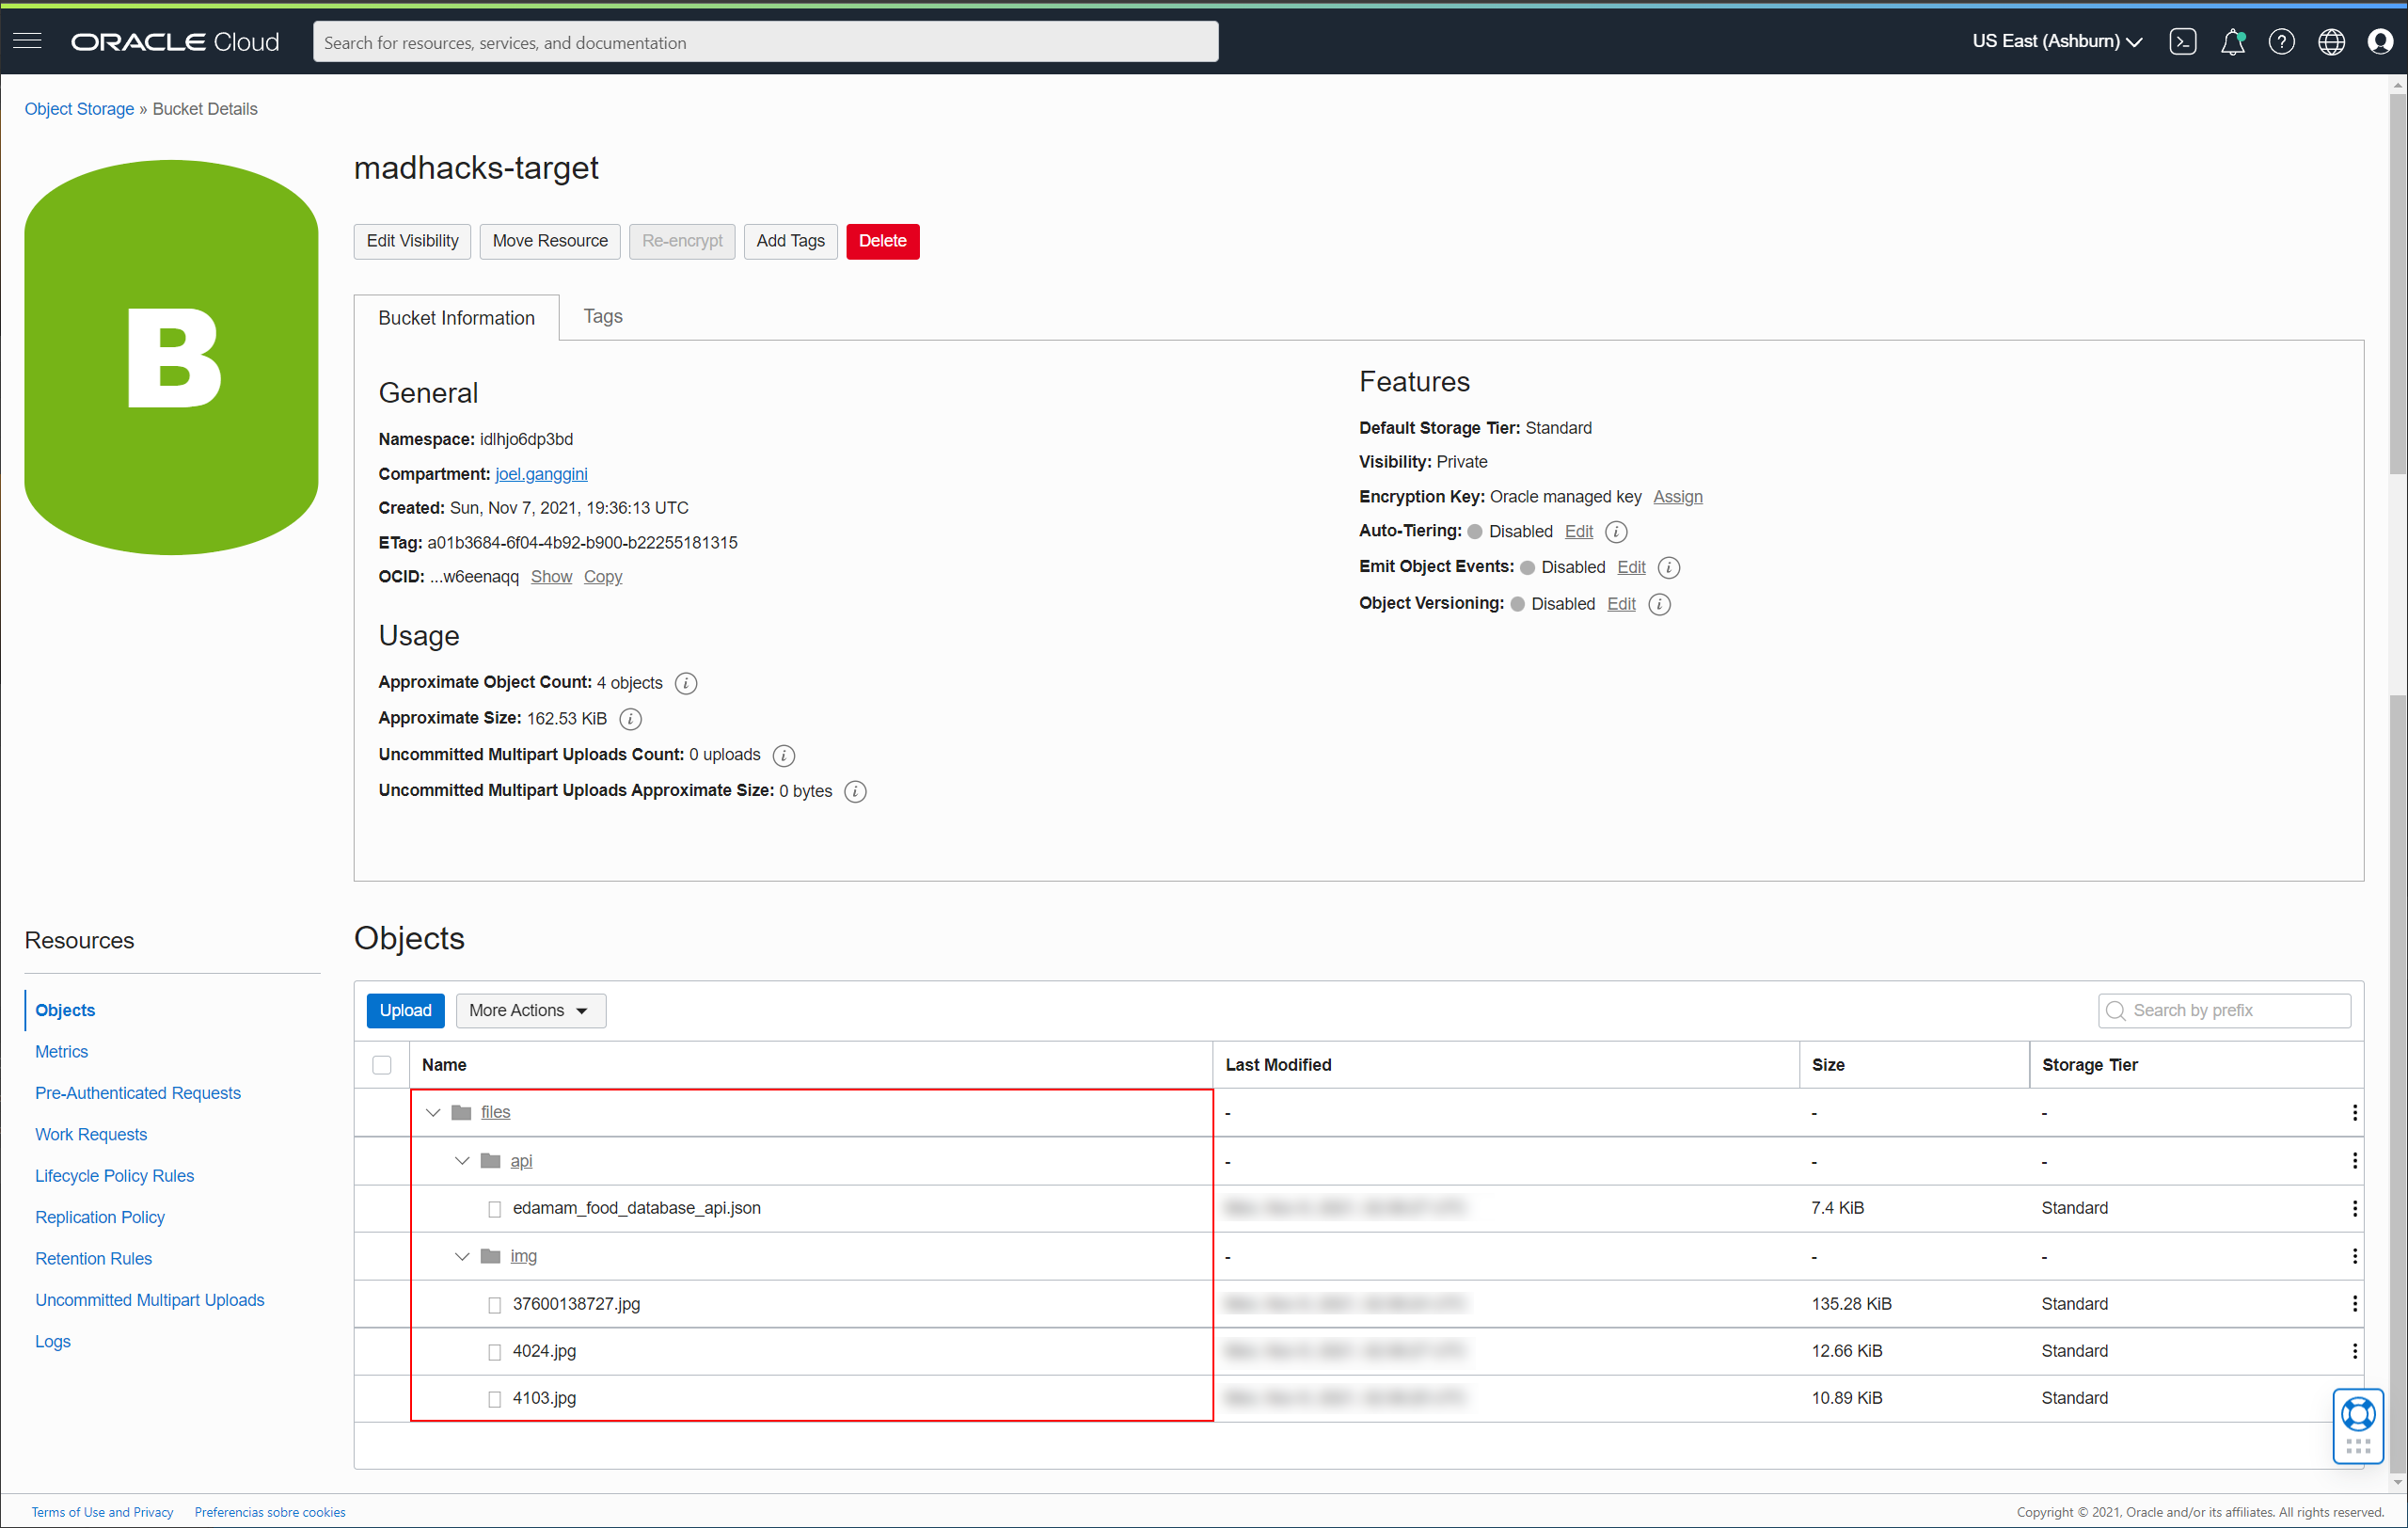 ORACLE Cloud
Search for resources, services, and documentation
US East (Ashburn)
Object Storage » Bucket Details
B
madhacks-target
Edit Visibility Move Resource Re-encrypt Add Tags Delete
Bucket Information Tags
General
Namespace: idlhjo6dp3bd
Compartment: joel.ganggini
Created: Sun, Nov 7, 2021, 19:36:13 UTC
ETag: a01b3684-6f04-4b92-b900-b22255181315
OCID: ...w6eenaqq Show Copy
Usage
Approximate Object Count: 4 objects
Approximate Size: 162.53 KiB
Uncommitted Multipart Uploads Count: 0 uploads
Uncommitted Multipart Uploads Approximate Size: 0 bytes
Features
Default Storage Tier: Standard
Visibility: Private
Encryption Key: Oracle managed key Assign
Auto-Tiering: Disabled Edit
Emit Object Events: Disabled Edit
Object Versioning: Disabled Edit
Resources
Objects
Metrics
Pre-Authenticated Requests
Work Requests
Lifecycle Policy Rules
Replication Policy
Retention Rules
Uncommitted Multipart Uploads
Logs
Objects
Upload More Actions Search by prefix
Name Last Modified Size Storage Tier
files - - -
api - - -
edamam_food_database_api.json 7.4 KiB Standard
img - - -
37600138727.jpg 135.28 KiB Standard
4024.jpg 12.66 KiB Standard
4103.jpg 10.89 KiB Standard
Terms of Use and Privacy Preferencias sobre cookies
Copyright © 2021, Oracle and/or its affiliates. All rights reserved.